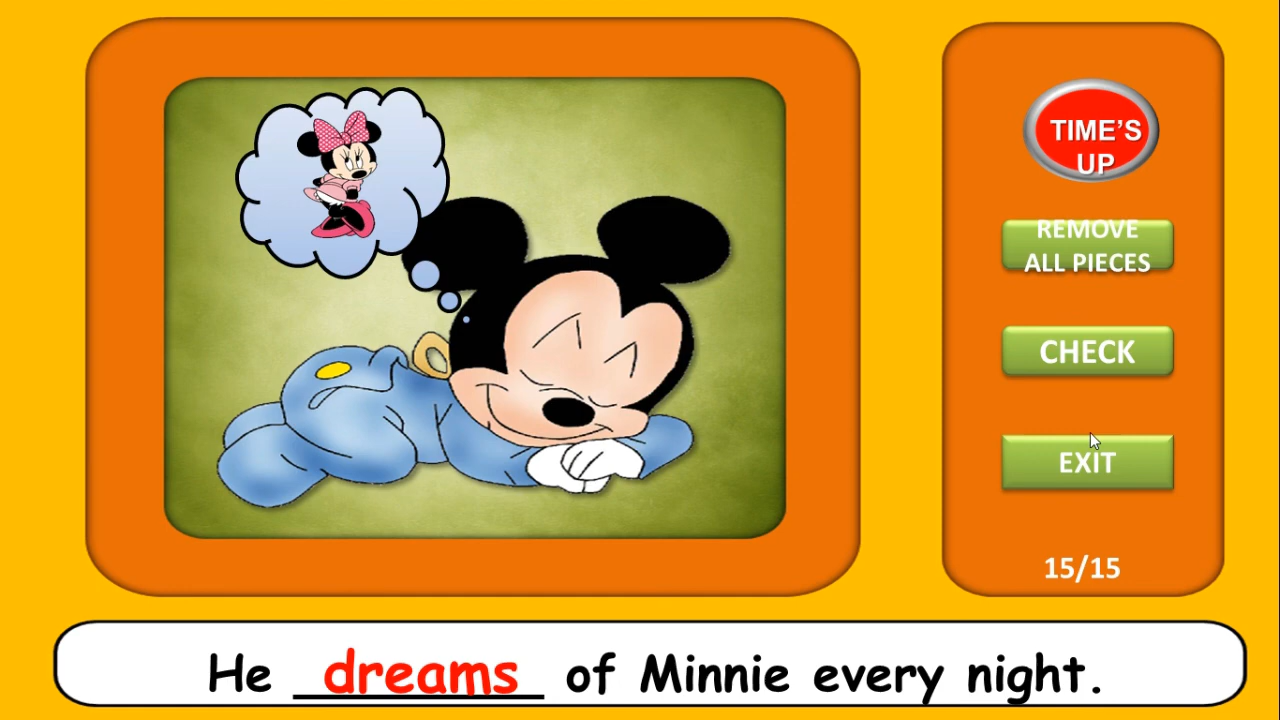 TIME'S
UP
REMOVE
ALL PIECES
CHECK
EXIT
15/15
He dreams of Minnie every night.